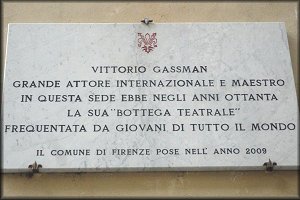 VITTORIO GASSMAN
GRANDE ATTORE INTERNAZIONALE E MAESTRO
IN QUESTA SEDE EBBE NEGLI ANNI OTTANTA
LA SUA "BOTTEGA TEATRALE"
FREQUENTATA DA GIOVANI DI TUTTO IL MONDO
IL COMUNE DI FIRENZE POSE NELL' ANNO 2009